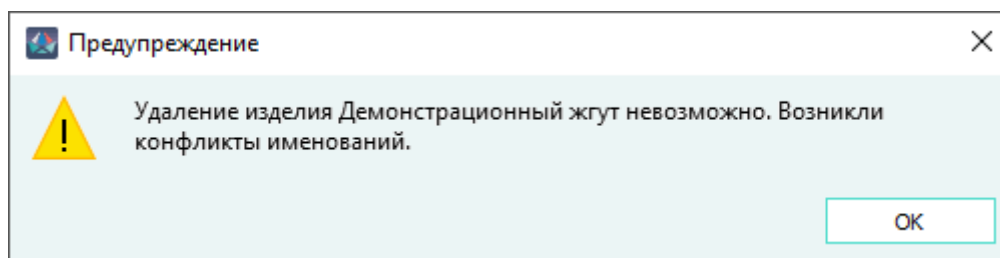 Предупреждение
Удаление изделия Демонстрационный жгут невозможно. Возникли
конфликты именований.
OK